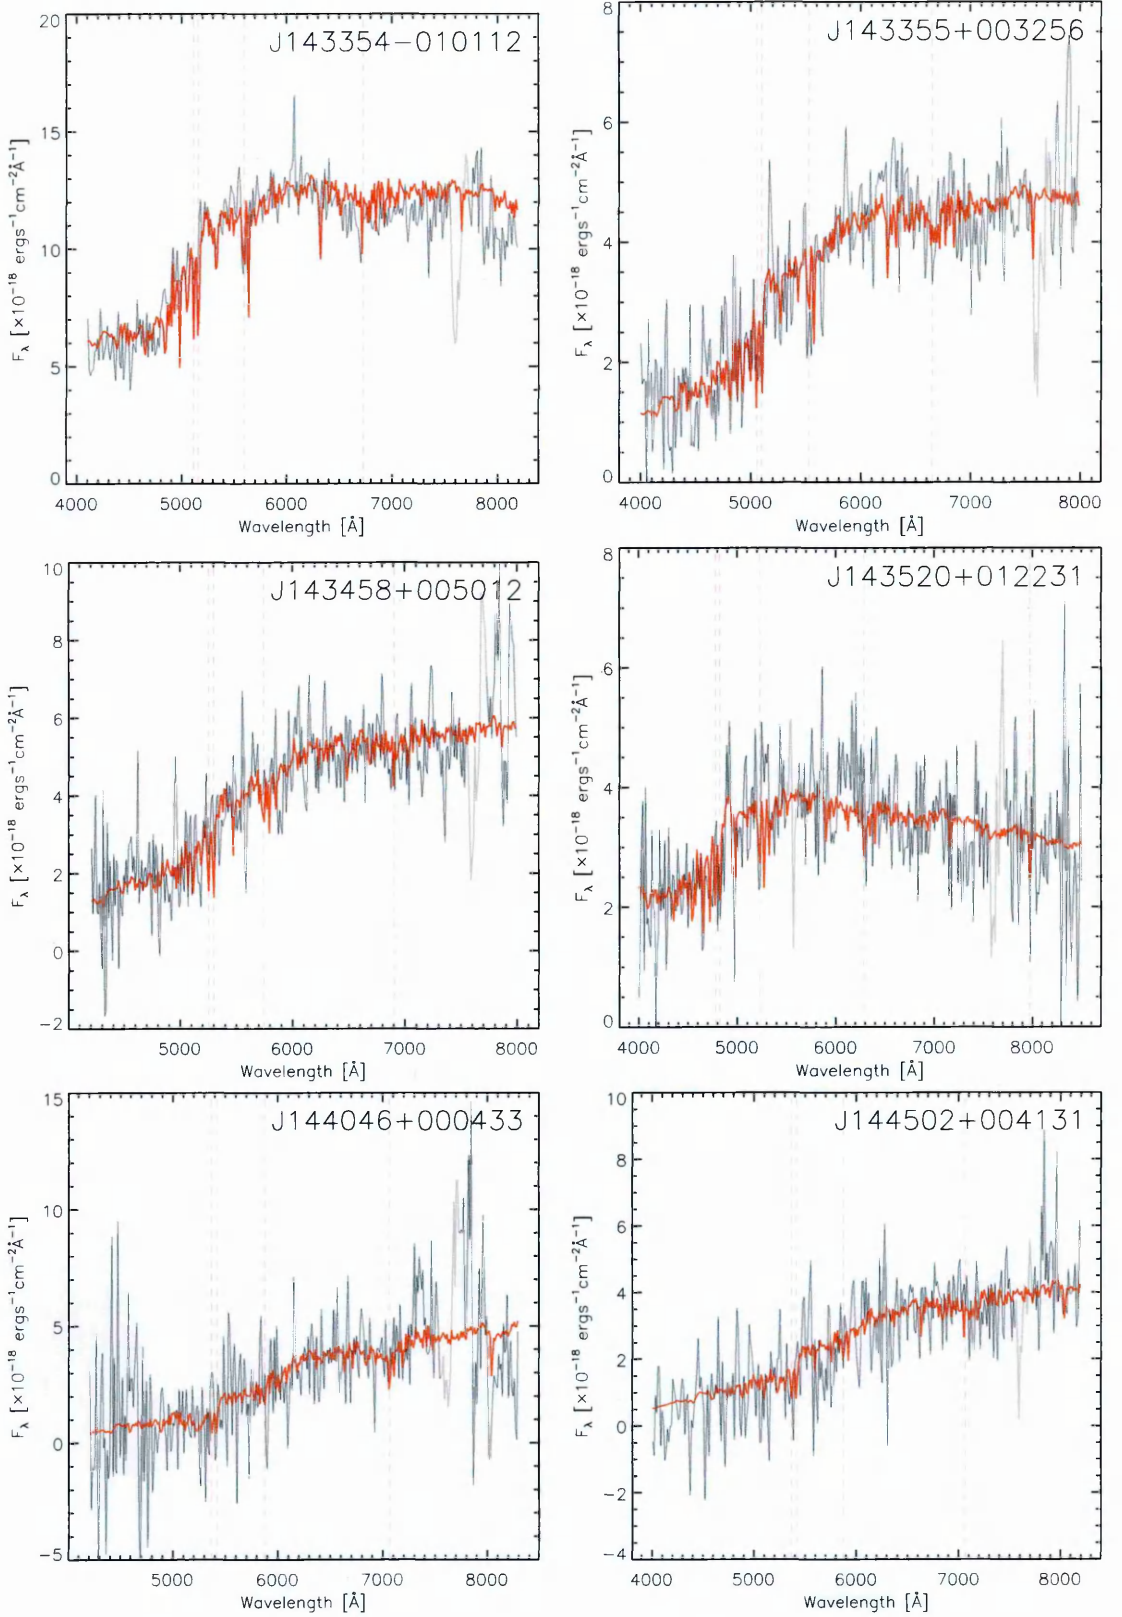 J143354−010112
20
15
10
5
0
F_λ [×10⁻¹⁸ ergs⁻¹cm⁻²Å⁻¹]
4000 5000 6000 7000 8000
Wavelength [Å]
J143355+003256
8
6
4
2
0
F_λ [×10⁻¹⁸ ergs⁻¹cm⁻²Å⁻¹]
4000 5000 6000 7000 8000
Wavelength [Å]
J143458+005012
10
8
6
4
2
0
−2
F_λ [×10⁻¹⁸ ergs⁻¹cm⁻²Å⁻¹]
5000 6000 7000 8000
Wavelength [Å]
J143520+012231
8
6
4
2
0
F_λ [×10⁻¹⁸ ergs⁻¹cm⁻²Å⁻¹]
4000 5000 6000 7000 8000
Wavelength [Å]
J144046+000433
15
10
5
0
−5
F_λ [×10⁻¹⁸ ergs⁻¹cm⁻²Å⁻¹]
5000 6000 7000 8000
Wavelength [Å]
J144502+004131
10
8
6
4
2
0
−2
−4
F_λ [×10⁻¹⁸ ergs⁻¹cm⁻²Å⁻¹]
4000 5000 6000 7000 8000
Wavelength [Å]